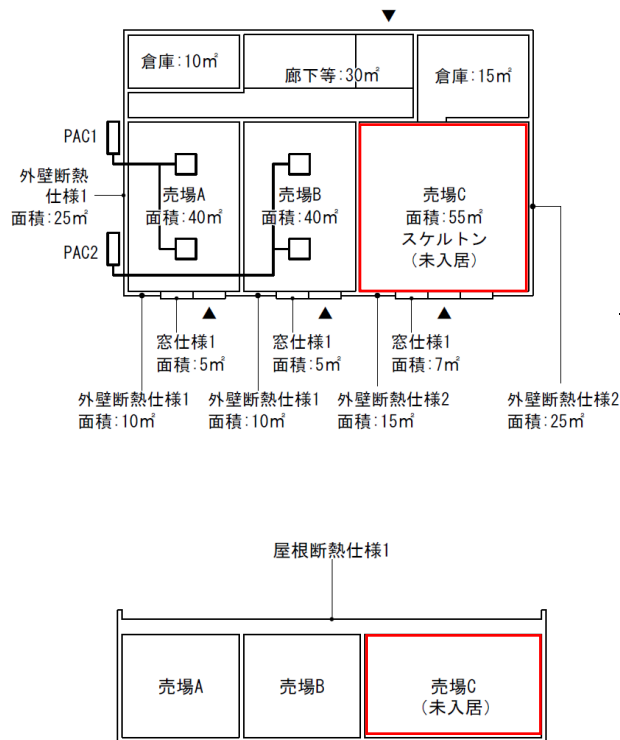 ▼
倉庫:10㎡
廊下等:30㎡
倉庫:15㎡
PAC1
外壁断熱
仕様1
面積:25㎡
PAC2
売場A
面積:40㎡
売場B
面積:40㎡
売場C
面積:55㎡
スケルトン
(未入居)
▲
▲
▲
窓仕様1
面積:5㎡
窓仕様1
面積:5㎡
窓仕様1
面積:7㎡
外壁断熱仕様1
面積:10㎡
外壁断熱仕様1
面積:10㎡
外壁断熱仕様2
面積:15㎡
外壁断熱仕様2
面積:25㎡
屋根断熱仕様1
売場A
売場B
売場C
(未入居)